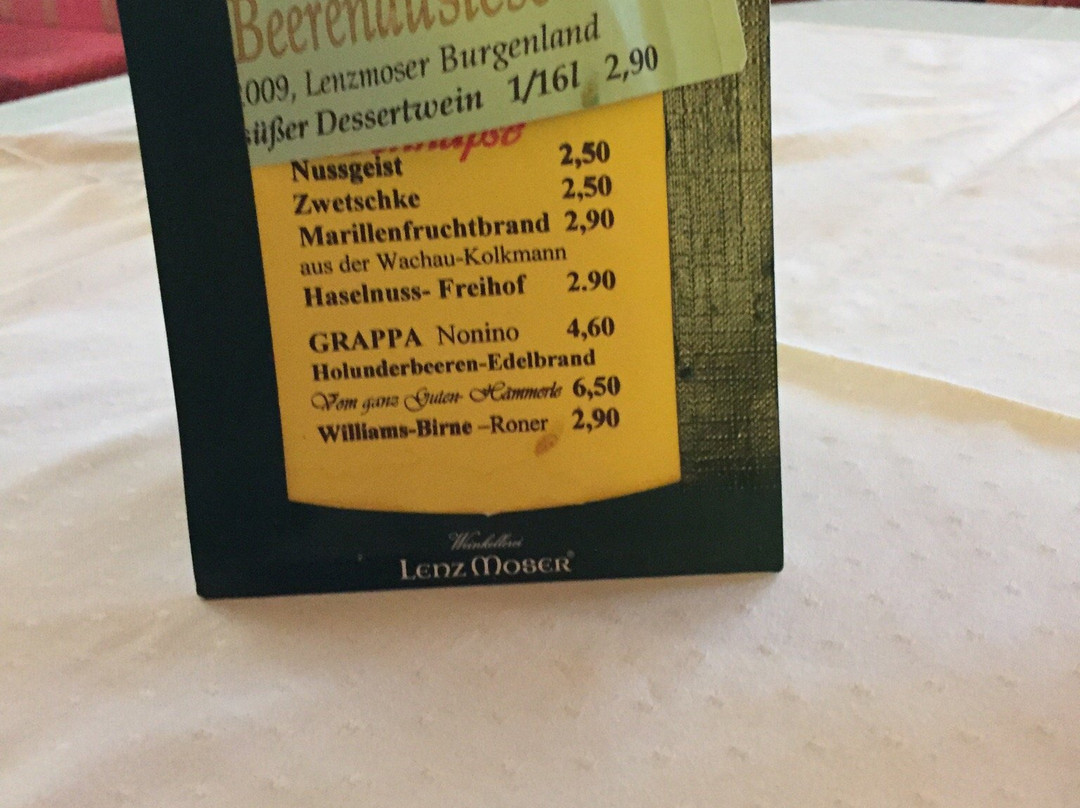 Beerenauslese
009, Lenzmoser Burgenland
süßer Dessertwein 1/16l 2,90
Nussgeist 2,50
Zwetschke 2,50
Marillenfruchtbrand 2,90
aus der Wachau-Kolkmann
Haselnuss- Freihof 2.90
GRAPPA Nonino 4,60
Holunderbeeren-Edelbrand
Vom ganz Guten- Hämmerle 6,50
Williams-Birne –Roner 2,90
Weinkellerei
LENZ MOSER®